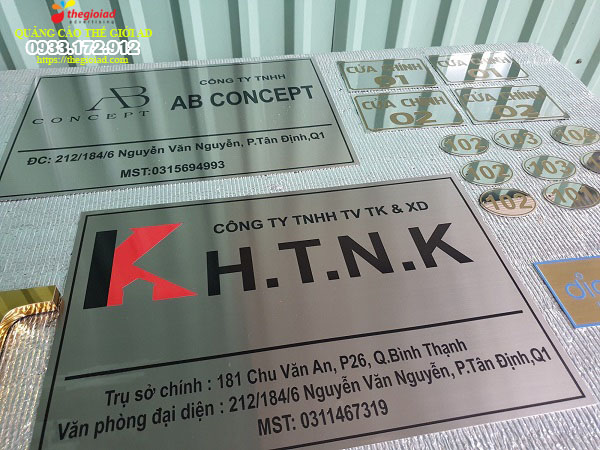 thegioiad
advertising
QUẢNG CÁO THẾ GIỚI AD
0933.172.912
https://thegioiad.com
AB
CONCEPT
CÔNG TY TNHH
AB CONCEPT
ĐC: 212/184/6 Nguyễn Văn Nguyễn, P.Tân Định,Q1
MST:0315694993
CỬA CHÍNH
01
CỬA CHÍNH
01
CỬA CHÍNH
02
CỬA CHÍNH
02
102
103
104
102
103
102
K
CÔNG TY TNHH TV TK & XD
H.T.N.K
Trụ sở chính : 181 Chu Văn An, P26, Q.Bình Thạnh
Văn phòng đại diện : 212/184/6 Nguyễn Văn Nguyễn, P.Tân Định,Q1
MST: 0311467319